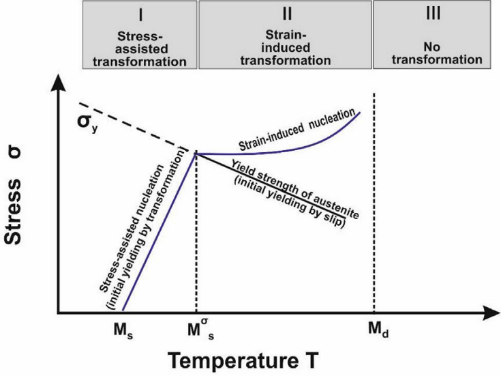 I
Stress-
assisted
transformation
II
Strain-
induced
transformation
III
No
transformation
Stress σ
σy
Stress-assisted nucleation
(initial yielding by transformation)
Strain-induced nucleation
Yield strength of austenite
(initial yielding by slip)
Ms
Msσ
Md
Temperature T